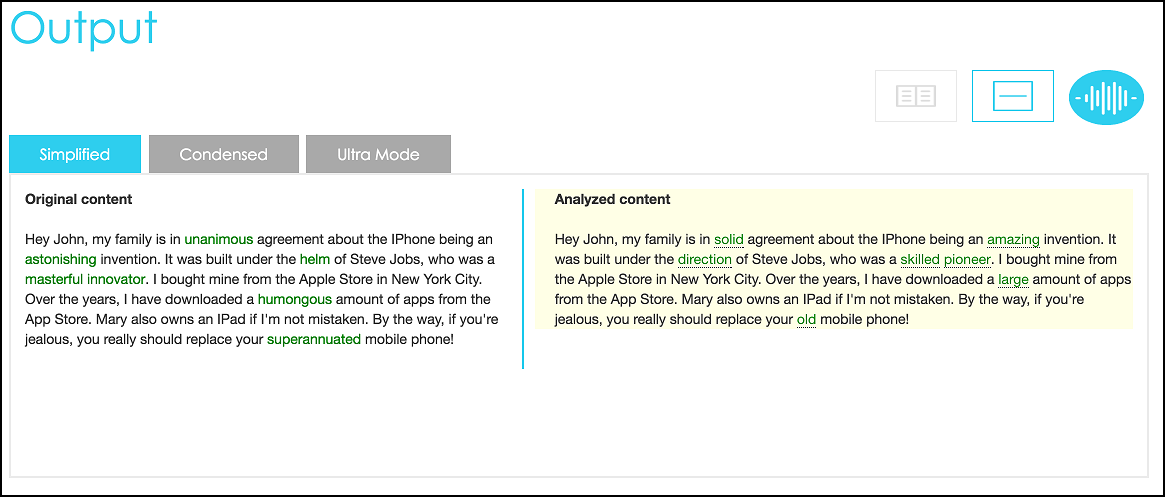 Output
Simplified
Condensed
Ultra Mode
Original content
Hey John, my family is in unanimous agreement about the IPhone being an
astonishing invention. It was built under the helm of Steve Jobs, who was a
masterful innovator. I bought mine from the Apple Store in New York City.
Over the years, I have downloaded a humongous amount of apps from the
App Store. Mary also owns an IPad if I'm not mistaken. By the way, if you're
jealous, you really should replace your superannuated mobile phone!
Analyzed content
Hey John, my family is in solid agreement about the IPhone being an amazing invention. It
was built under the direction of Steve Jobs, who was a skilled pioneer. I bought mine from
the Apple Store in New York City. Over the years, I have downloaded a large amount of apps
from the App Store. Mary also owns an IPad if I'm not mistaken. By the way, if you're
jealous, you really should replace your old mobile phone!